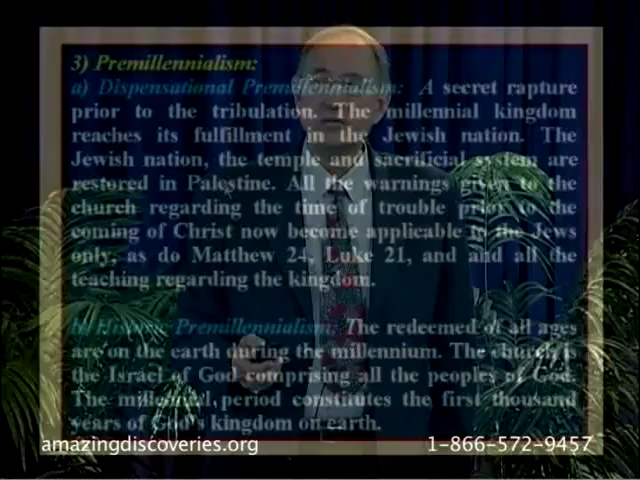 3) Premillennialism:
a) Dispensational Premillennialism: A secret rapture
prior to the tribulation. The millennial kingdom
reaches its fulfillment in the Jewish nation. The
Jewish nation, the temple and sacrificial system are
restored in Palestine. All the warnings given to the
church regarding the time of trouble prior to the
coming of Christ now become applicable to the Jews
only, as do Matthew 24, Luke 21, and and all the
teaching regarding the kingdom.
b) Historic Premillennialism: The redeemed of all ages
are on the earth during the millennium. The church is
the Israel of God comprising all the peoples of God.
The millennial period constitutes the first thousand
years of God's kingdom on earth.
amazingdiscoveries.org 1-866-572-9457